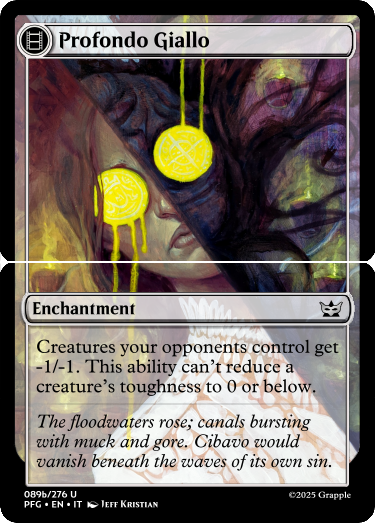 Profondo Giallo
Enchantment
Creatures your opponents control get
-1/-1. This ability can't reduce a
creature's toughness to 0 or below.
The floodwaters rose; canals bursting
with muck and gore. Cibavo would
vanish beneath the waves of its own sin.
089b/276 U
PFG • EN • IT Jeff Kristian
©2025 Grapple